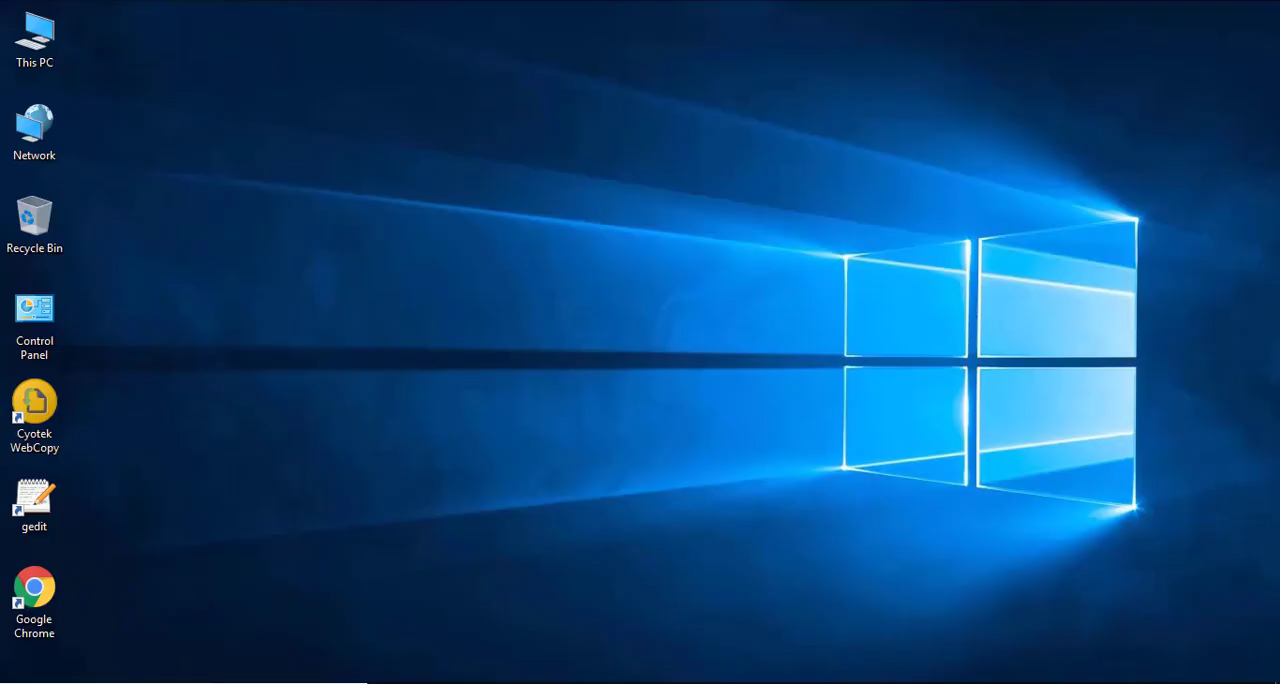 This PC
Network
Recycle Bin
Control
Panel
Cyotek
WebCopy
gedit
Google
Chrome